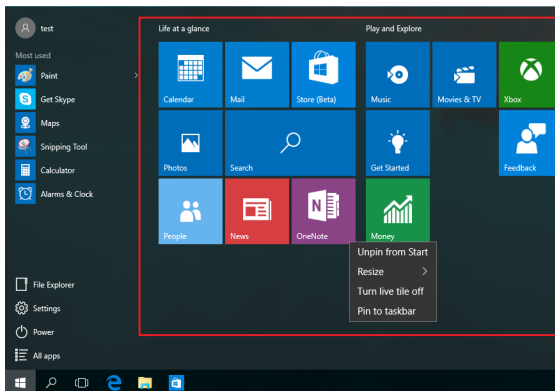 test
Most used
Paint
Get Skype
Maps
Snipping Tool
Calculator
Alarms & Clock
File Explorer
Settings
Power
All apps
Life at a glance
Calendar
Mail
Store (Beta)
Photos
Search
People
News
OneNote
Play and Explore
Music
Movies & TV
Xbox
Get Started
Feedback
Money
Unpin from Start
Resize
Turn live tile off
Pin to taskbar